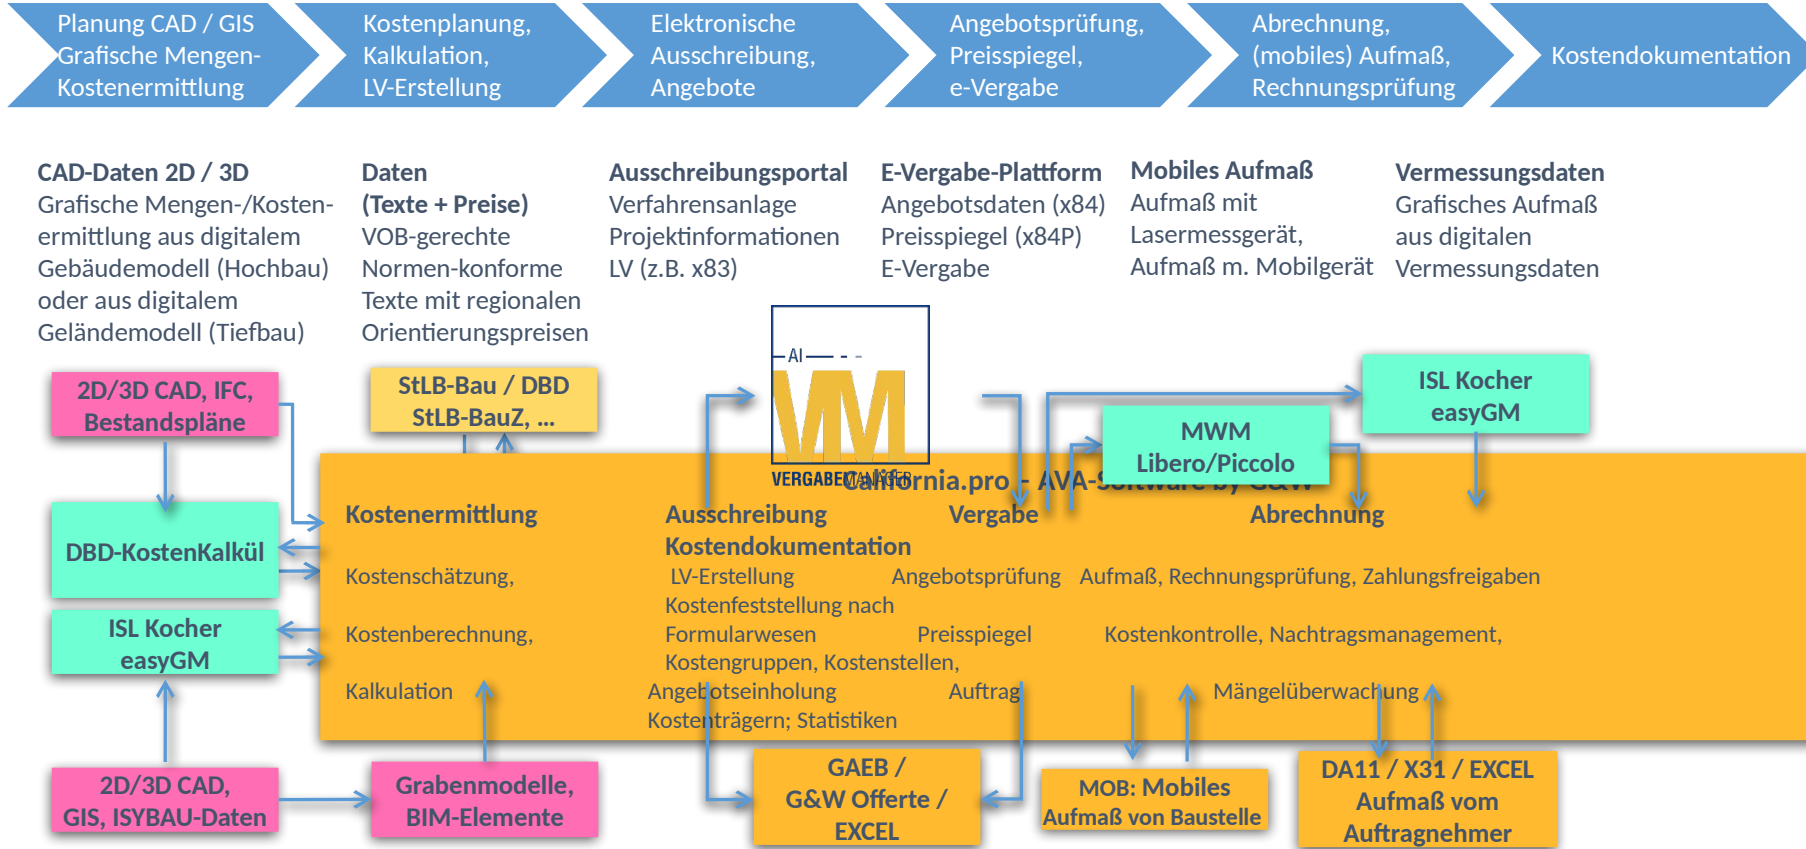 Planung CAD / GIS
Grafische Mengen-
Kostenermittlung
Kostenplanung,
Kalkulation,
LV-Erstellung
Elektronische
Ausschreibung,
Angebote
Angebotsprüfung,
Preisspiegel,
e-Vergabe
Abrechnung,
(mobiles) Aufmaß,
Rechnungsprüfung
Kostendokumentation
CAD-Daten 2D / 3D
Grafische Mengen-/Kosten-
ermittlung aus digitalem
Gebäudemodell (Hochbau)
oder aus digitalem
Geländemodell (Tiefbau)
Daten
(Texte + Preise)
VOB-gerechte
Normen-konforme
Texte mit regionalen
Orientierungspreisen
Ausschreibungsportal
Verfahrensanlage
Projektinformationen
LV (z.B. x83)
E-Vergabe-Plattform
Angebotsdaten (x84)
Preisspiegel (x84P)
E-Vergabe
Mobiles Aufmaß
Aufmaß mit
Lasermessgerät,
Aufmaß m. Mobilgerät
Vermessungsdaten
Grafisches Aufmaß
aus digitalen
Vermessungsdaten
2D/3D CAD, IFC,
Bestandspläne
StLB-Bau / DBD
StLB-BauZ, ...
AI
VM
VERGABEMANAGER
MWM
Libero/Piccolo
ISL Kocher
easyGM
California.pro - AVA-Software by G&W
DBD-KostenKalkül
ISL Kocher
easyGM
Kostenermittlung Ausschreibung Vergabe Abrechnung
Kostendokumentation
Kostenschätzung, LV-Erstellung Angebotsprüfung Aufmaß, Rechnungsprüfung, Zahlungsfreigaben
Kostenfeststellung nach
Kostenberechnung, Formularwesen Preisspiegel Kostenkontrolle, Nachtragsmanagement,
Kostengruppen, Kostenstellen,
Kalkulation Angebotseinholung Auftrag Mängelüberwachung
Kostenträgern; Statistiken
2D/3D CAD,
GIS, ISYBAU-Daten
Grabenmodelle,
BIM-Elemente
GAEB /
G&W Offerte /
EXCEL
MOB: Mobiles
Aufmaß von Baustelle
DA11 / X31 / EXCEL
Aufmaß vom
Auftragnehmer